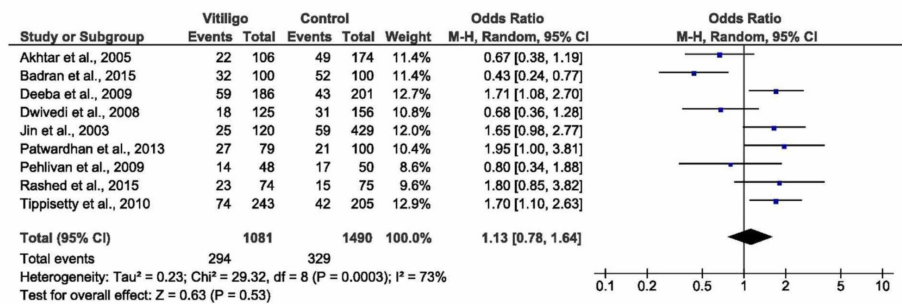 Vitiligo Control Odds Ratio Odds Ratio
Study or Subgroup Events Total Events Total Weight M-H, Random, 95% CI M-H, Random, 95% CI
Akhtar et al., 2005 22 106 49 174 11.4% 0.67 [0.38, 1.19]
Badran et al., 2015 32 100 52 100 11.4% 0.43 [0.24, 0.77]
Deeba et al., 2009 59 186 43 201 12.7% 1.71 [1.08, 2.70]
Dwivedi et al., 2008 18 125 31 156 11.0% 0.68 [0.36, 1.28]
Jin et al., 2003 25 120 59 429 12.0% 1.65 [0.98, 2.77]
Patwardhan et al., 2013 27 79 21 100 10.4% 1.95 [1.00, 3.81]
Pehlivan et al., 2009 14 48 17 50 8.6% 0.80 [0.34, 1.88]
Rashed et al., 2015 23 74 15 75 9.6% 1.80 [0.85, 3.82]
Tippisetty et al., 2010 74 243 42 205 12.9% 1.70 [1.10, 2.63]
Total (95% CI) 1081 1490 100.0% 1.13 [0.78, 1.64]
Total events 294 329
Heterogeneity: Tau² = 0.23; Chi² = 29.32, df = 8 (P = 0.0003); I² = 73%
Test for overall effect: Z = 0.63 (P = 0.53)
0.1 0.2 0.5 1 2 5 10